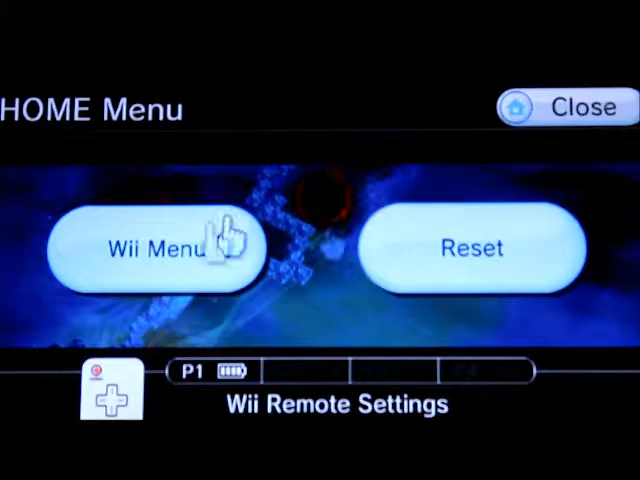 HOME Menu
Close
Wii Menu
Reset
P1
Wii Remote Settings